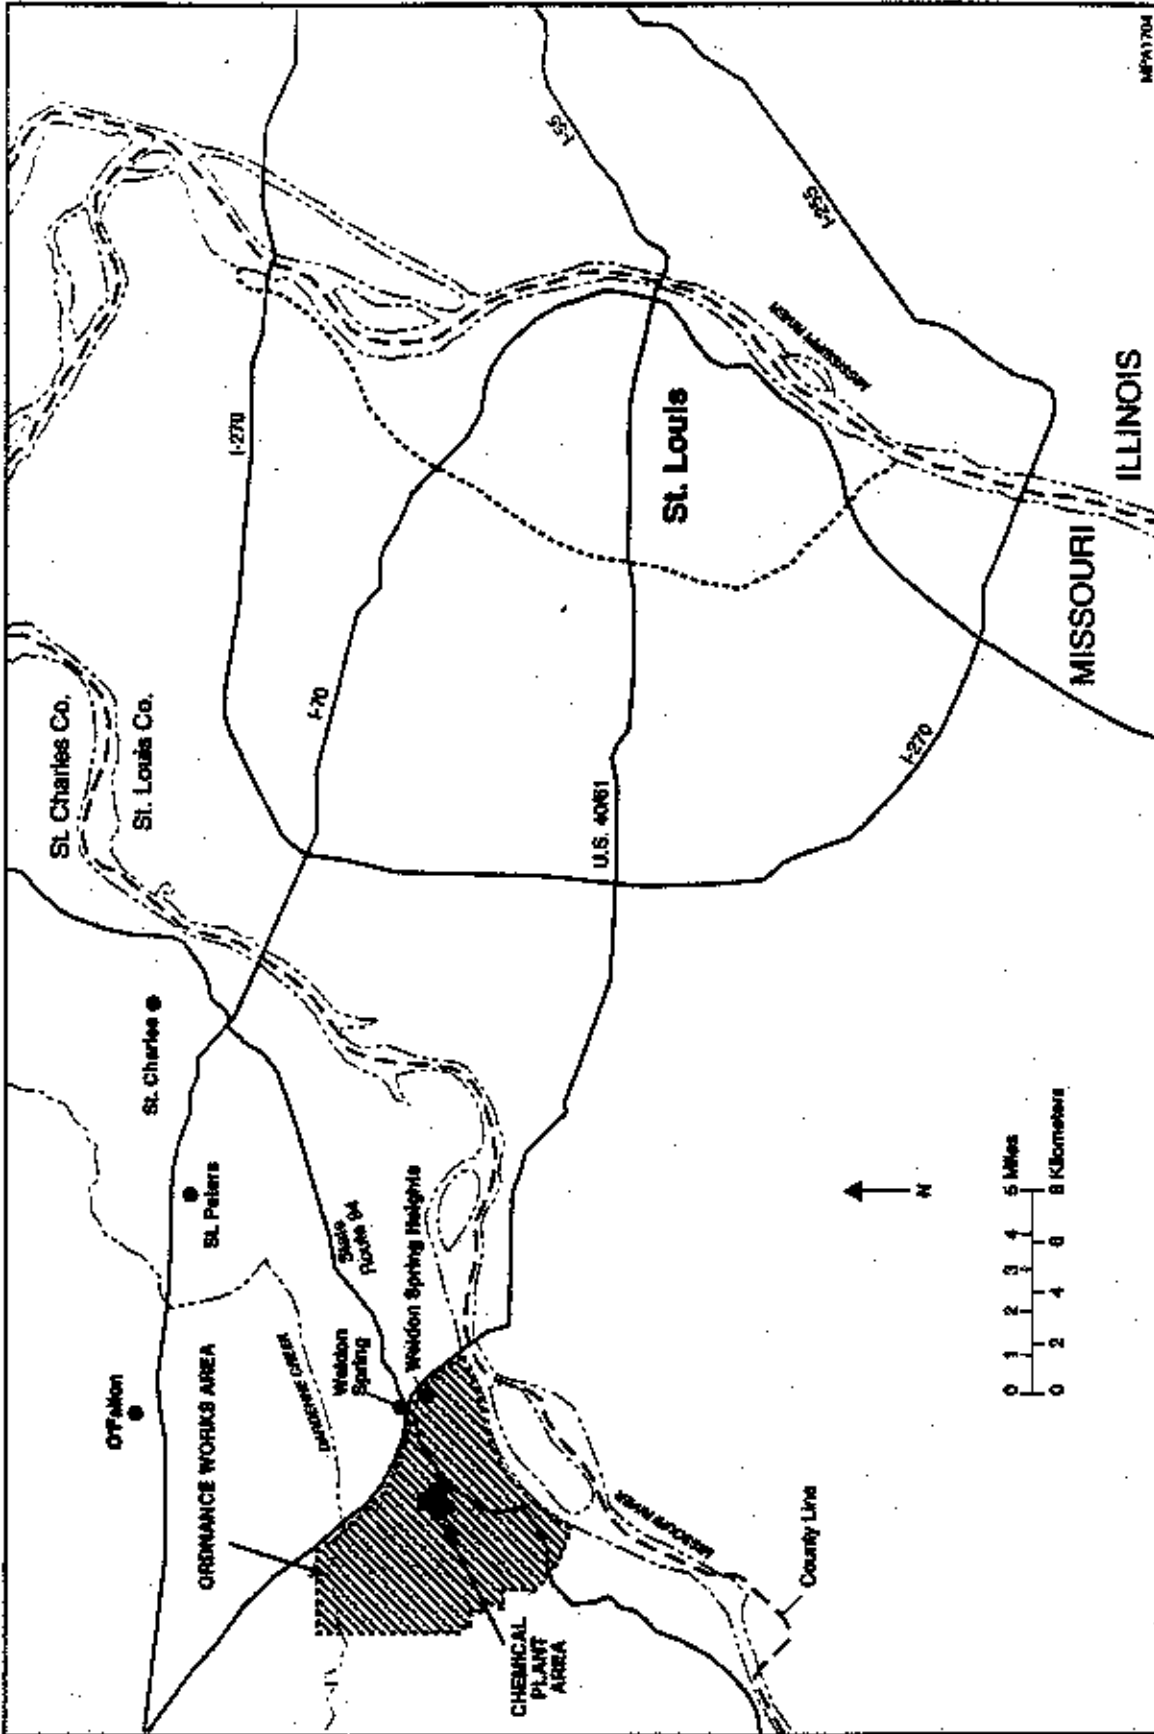 MPA1704
St. Charles Co.
St. Louis Co.
I-270
I-55
I-255
I-70
St. Charles
St. Peters
O'Fallon
ORDNANCE WORKS AREA
DARDENNE CREEK
State
Route 94
Weldon
Spring
Weldon Spring Heights
U.S. 40/61
St. Louis
MISSISSIPPI RIVER
ILLINOIS
MISSOURI
I-270
CHEMICAL
PLANT
AREA
MISSOURI RIVER
County Line
N
0 1 2 3 4 5 Miles
0 2 4 6 8 Kilometers